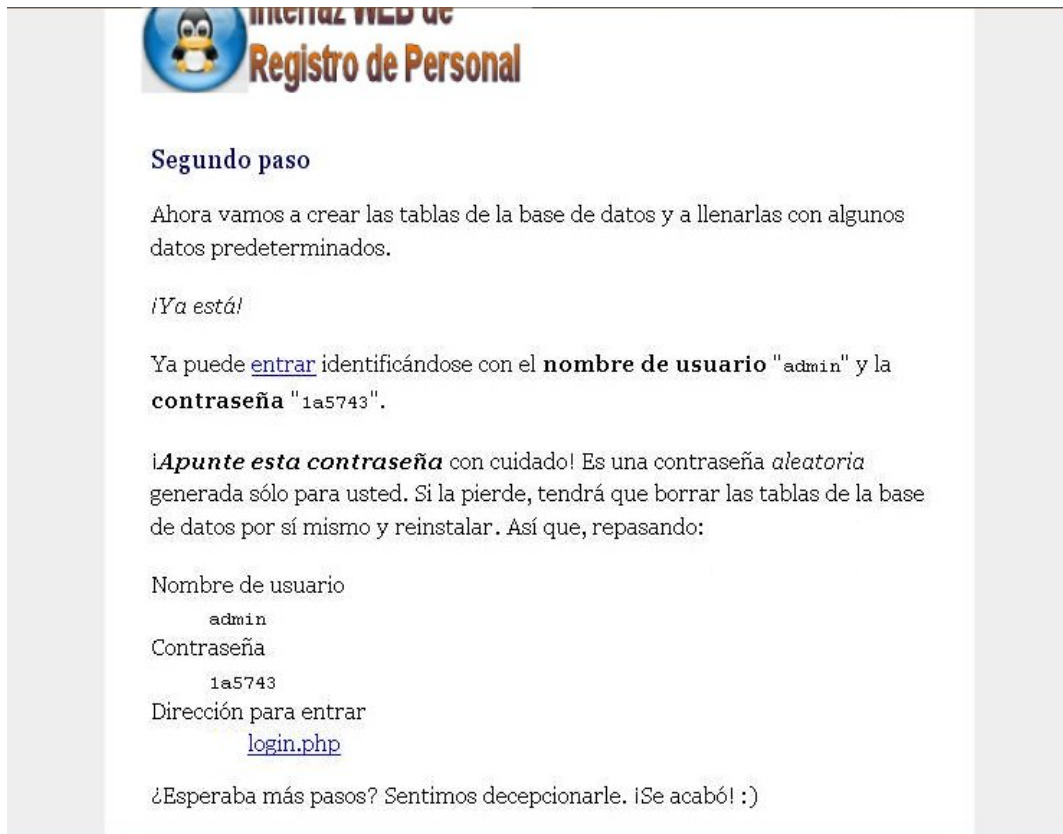 Interfaz WEB de
Registro de Personal
Segundo paso
Ahora vamos a crear las tablas de la base de datos y a llenarlas con algunos
datos predeterminados.
¡Ya está!
Ya puede entrar identificándose con el nombre de usuario "admin" y la
contraseña "1a5743".
¡Apunte esta contraseña con cuidado! Es una contraseña aleatoria
generada sólo para usted. Si la pierde, tendrá que borrar las tablas de la base
de datos por sí mismo y reinstalar. Así que, repasando:
Nombre de usuario
admin
Contraseña
1a5743
Dirección para entrar
login.php
¿Esperaba más pasos? Sentimos decepcionarle. ¡Se acabó! :)